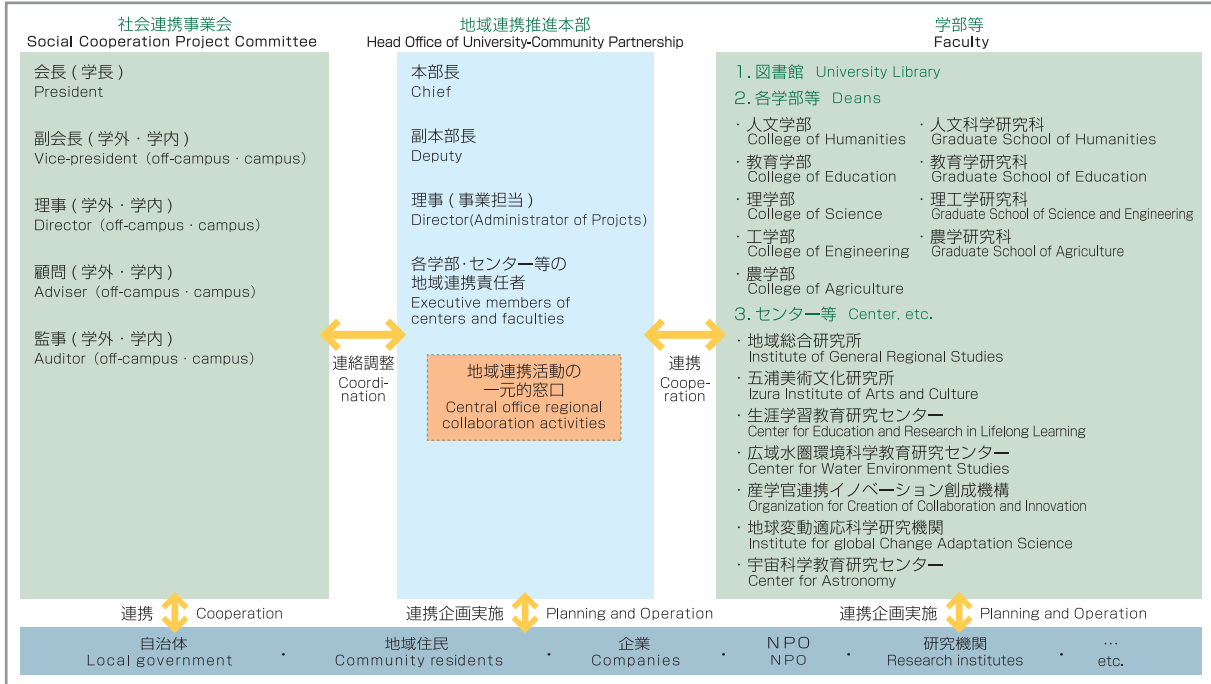 社会連携事業会
Social Cooperation Project Committee
会長(学長)
President
副会長(学外・学内)
Vice-president (off-campus・campus)
理事(学外・学内)
Director (off-campus・campus)
顧問(学外・学内)
Adviser (off-campus・campus)
監事(学外・学内)
Auditor (off-campus・campus)
連絡調整
Coordi-
nation
地域連携推進本部
Head Office of University-Community Partnership
本部長
Chief
副本部長
Deputy
理事(事業担当)
Director(Administrator of Projcts)
各学部・センター等の
地域連携責任者
Executive members of
centers and faculties
地域連携活動の
一元的窓口
Central office regional
collaboration activities
連携
Coope-
ration
学部等
Faculty
1.図書館 University Library
2.各学部等 Deans
・人文学部
College of Humanities
・教育学部
College of Education
・理学部
College of Science
・工学部
College of Engineering
・農学部
College of Agriculture
・人文科学研究科
Graduate School of Humanities
・教育学研究科
Graduate School of Education
・理工学研究科
Graduate School of Science and Engineering
・農学研究科
Graduate School of Agriculture
3.センター等 Center, etc.
・地域総合研究所
Institute of General Regional Studies
・五浦美術文化研究所
Izura Institute of Arts and Culture
・生涯学習教育研究センター
Center for Education and Research in Lifelong Learning
・広域水圏環境科学教育研究センター
Center for Water Environment Studies
・産学官連携イノベーション創成機構
Organization for Creation of Collaboration and Innovation
・地球変動適応科学研究機関
Institute for global Change Adaptation Science
・宇宙科学教育研究センター
Center for Astronomy
連携 Cooperation
連携企画実施 Planning and Operation
連携企画実施 Planning and Operation
自治体 ・ 地域住民 ・ 企業 ・ NPO ・ 研究機関 ・ …
Local government Community residents Companies NPO Research institutes etc.